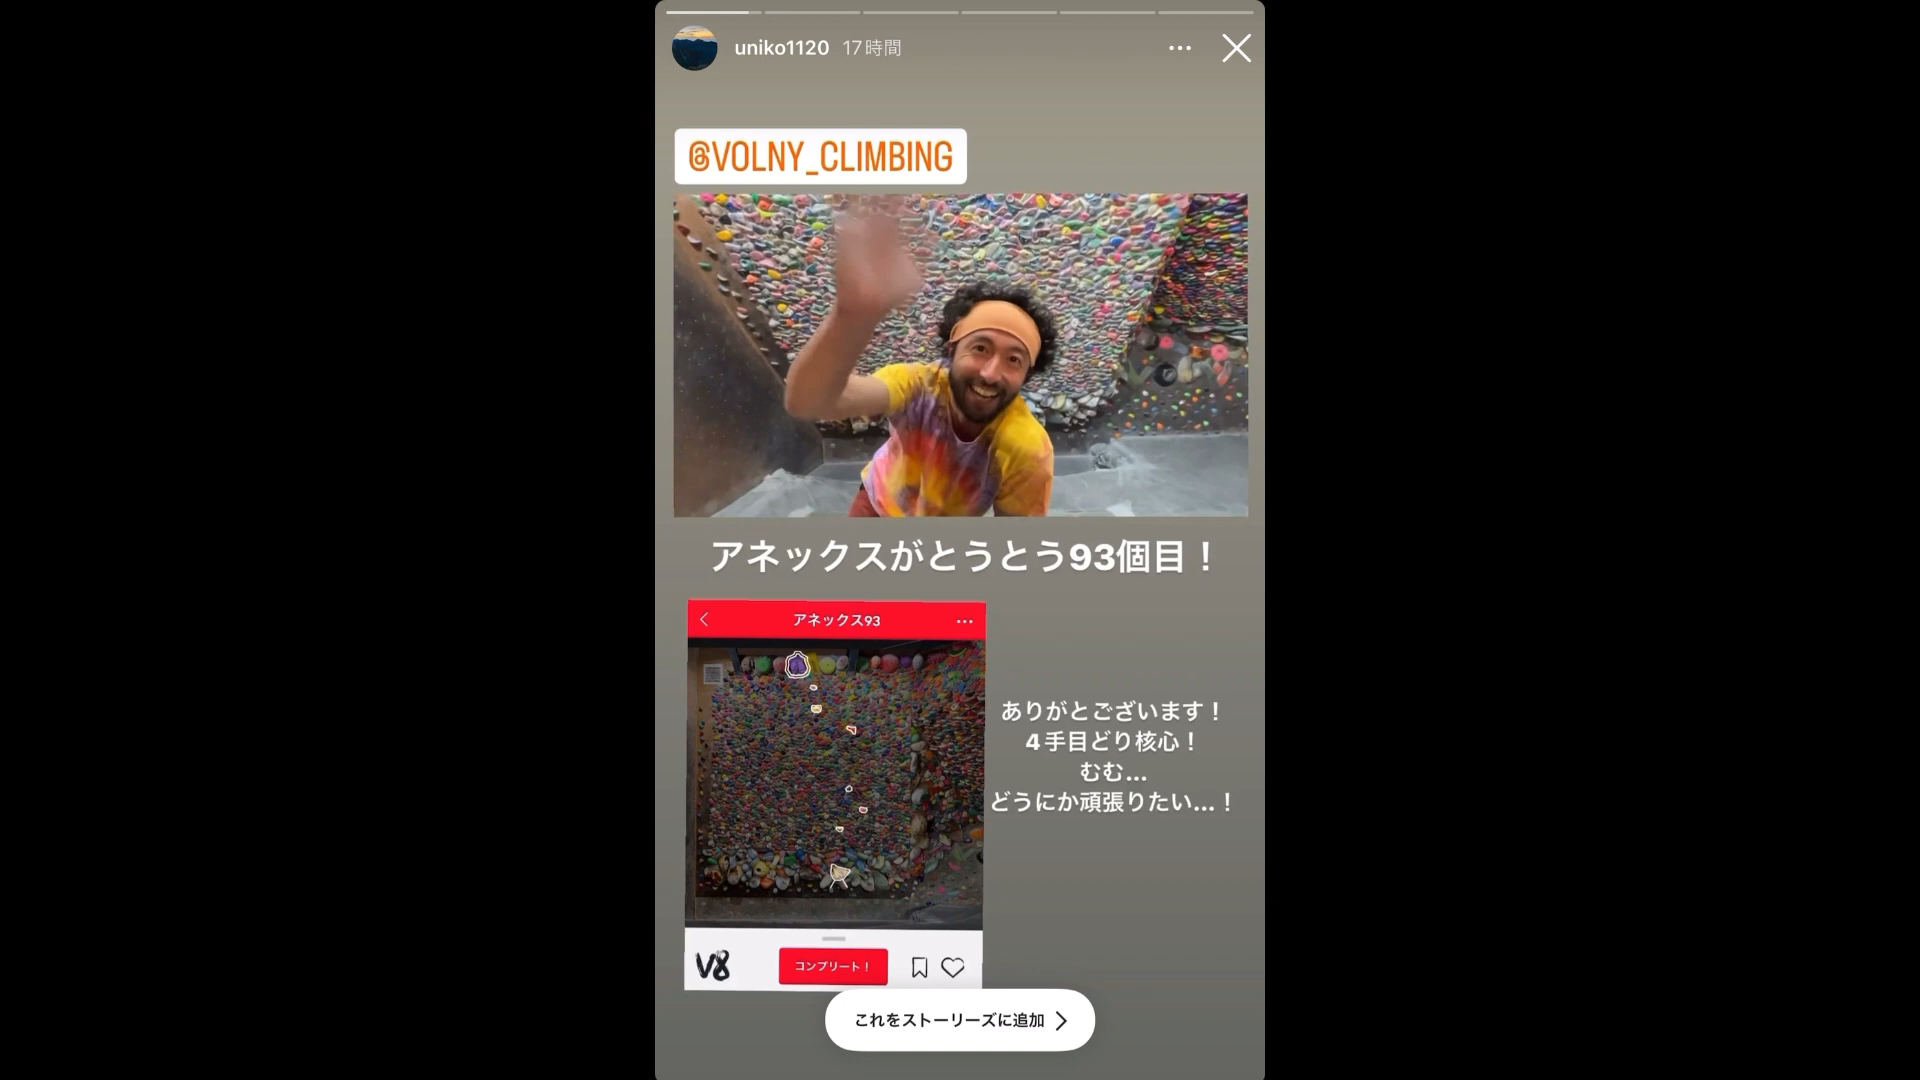 uniko1120 17時間
@VOLNY_CLIMBING
アネックスがとうとう93個目！
アネックス93
ありがとございます！
4手目どり核心！
むむ…
どうにか頑張りたい…！
V8
コンプリート！
これをストーリーズに追加